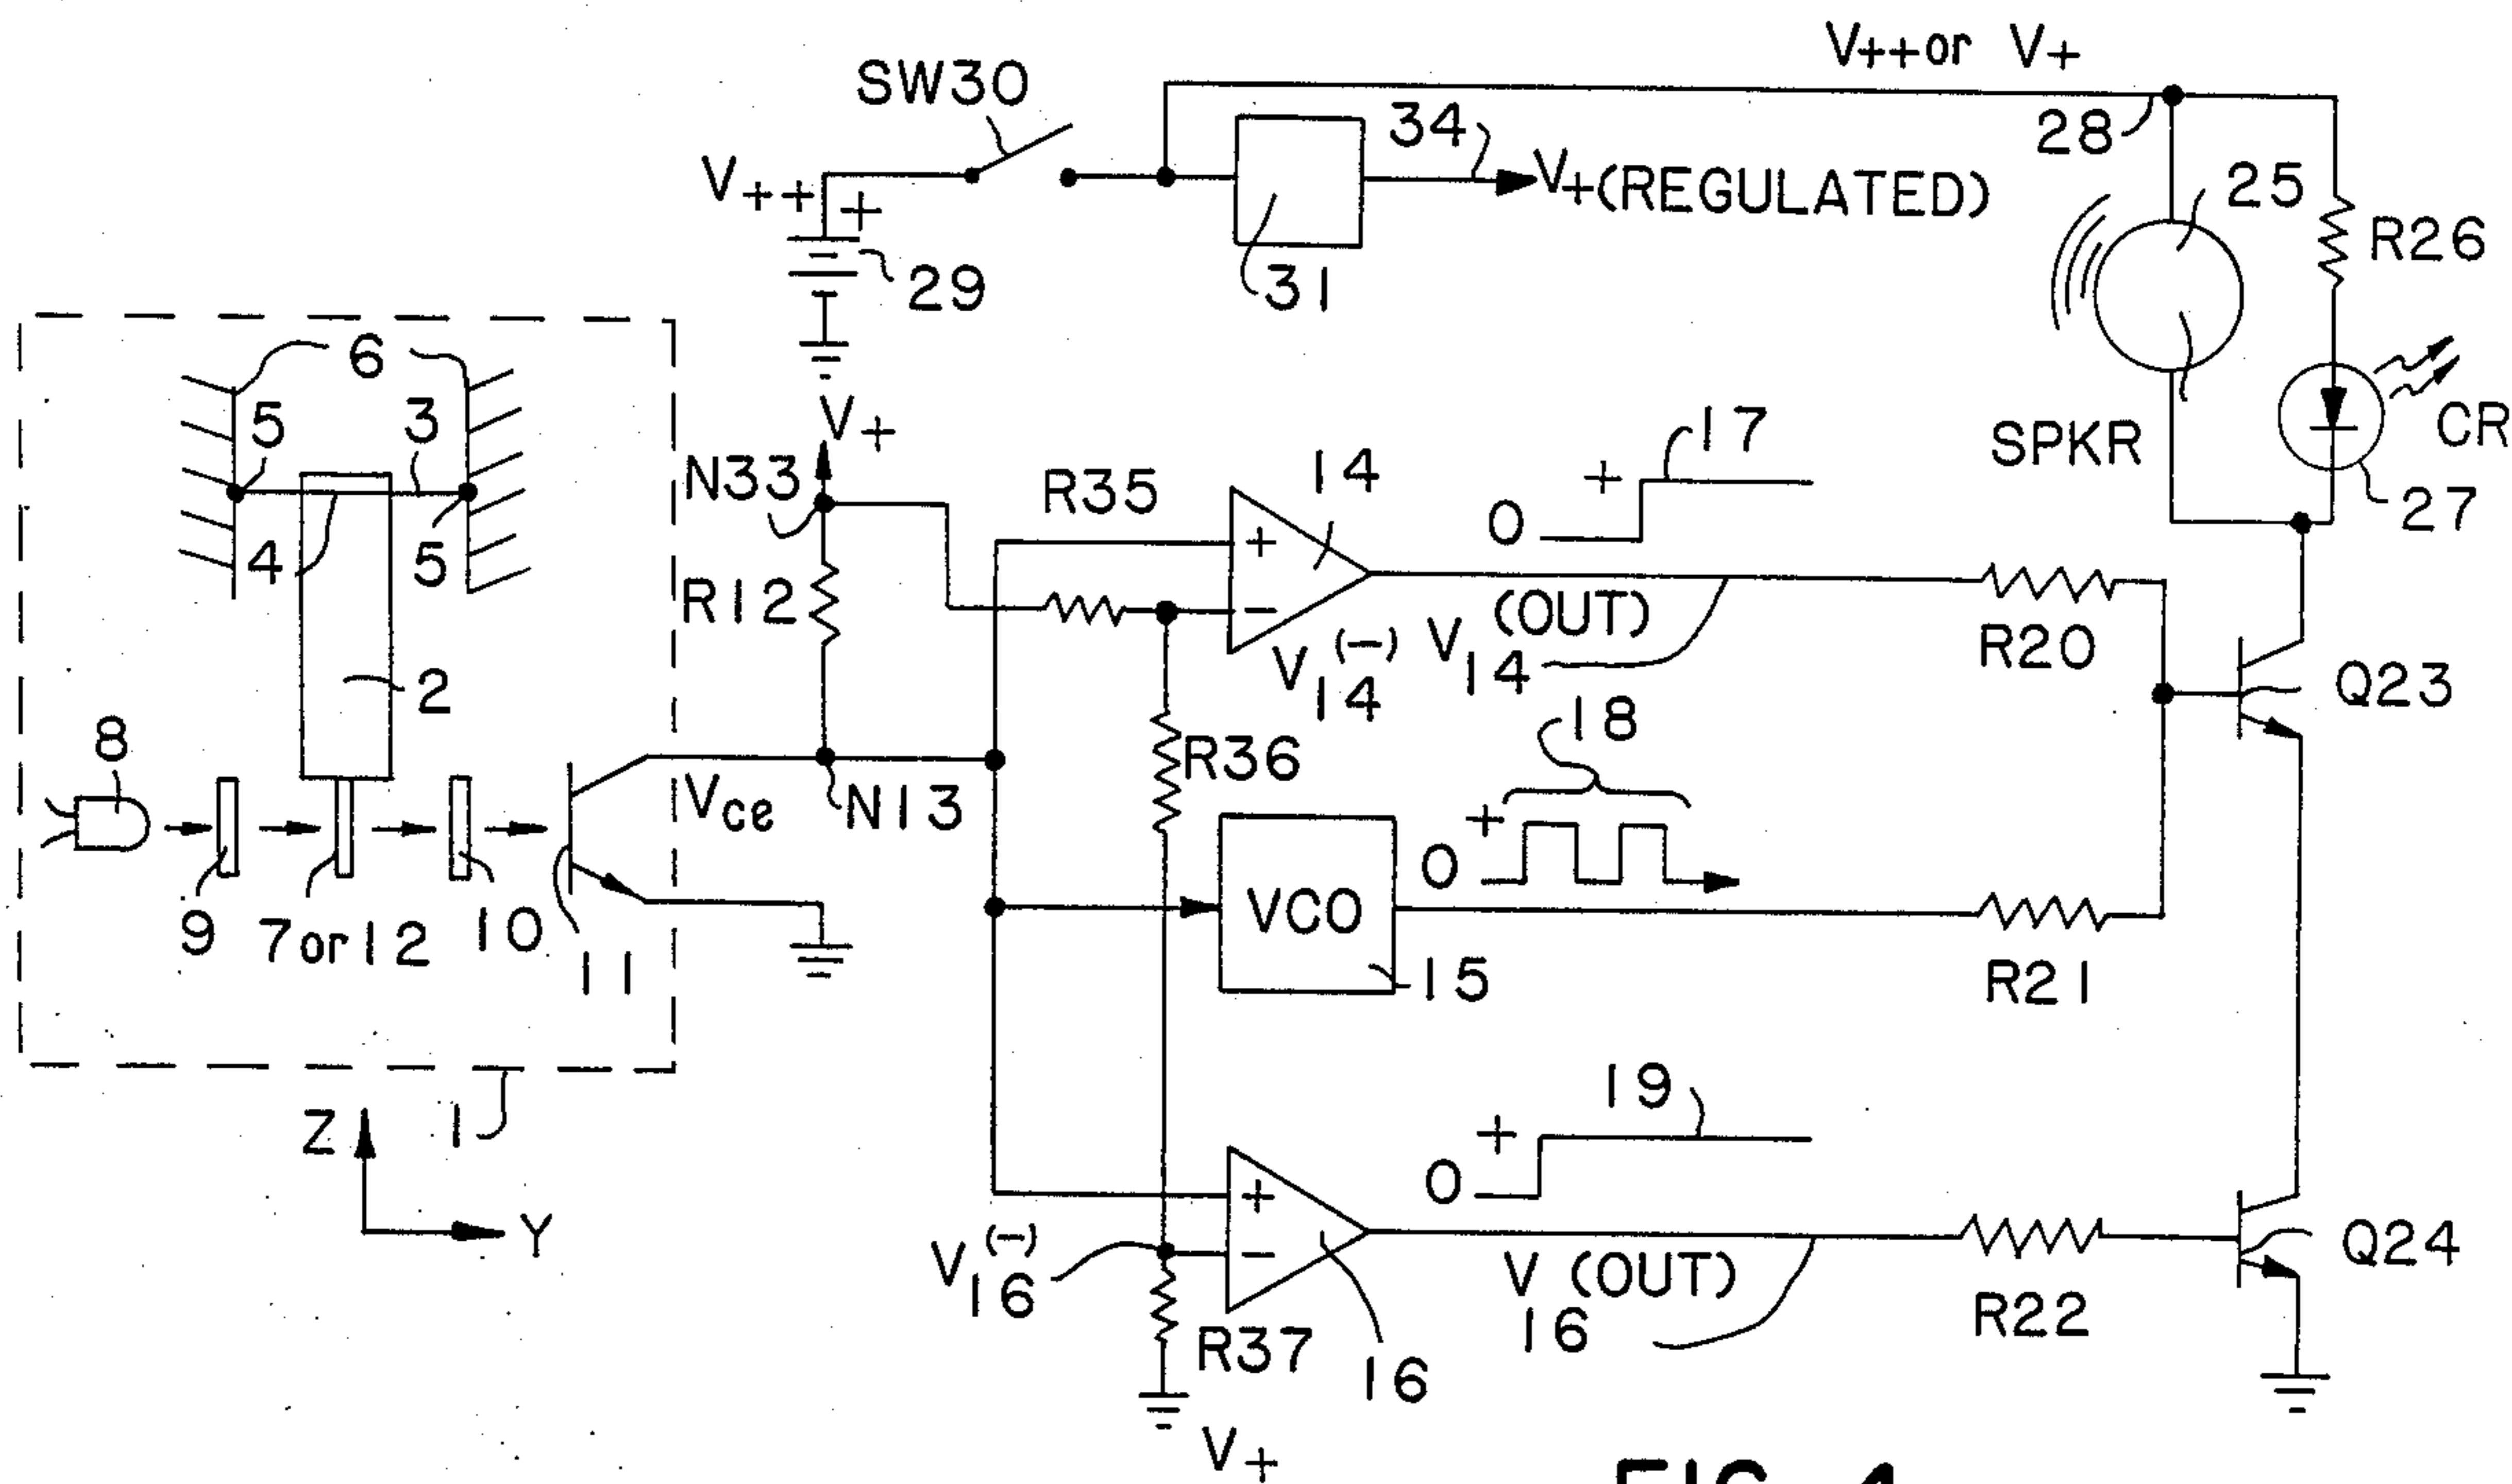 V++ or V+
SW30
34
28
V++
+
V+(REGULATED)
25
R26
29
31
6
V+
5
3
N33
R35
14
+
17
SPKR
CR
0
27
+
4
5
R12
−
(OUT)
V14
(−)
V14
R20
2
Q23
8
18
R36
Vce
N13
+
0
VCO
9
7or12
10
11
15
R21
19
Z
1
+
0
+
Y
V16
(−)
−
V (OUT)
16
Q24
R22
R37
16
V+